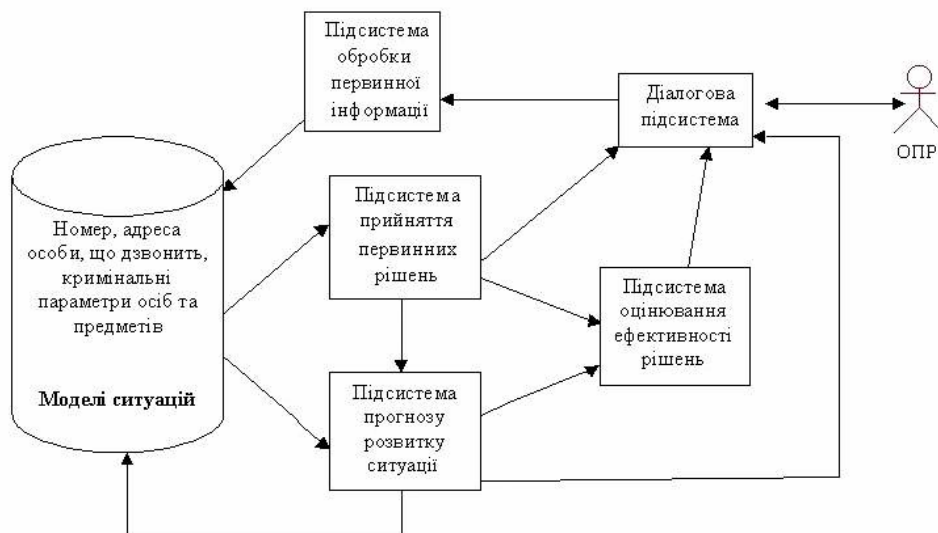 Підсистема
обробки
первинної
інформації
Діалогова
підсистема
ОПР
Номер, адреса
особи, що дзвонить,
кримінальні
параметри осіб та
предметів
Моделі ситуацій
Підсистема
прийняття
первинних
рішень
Підсистема
оцінювання
ефективності
рішень
Підсистема
прогнозу
розвитку
ситуації